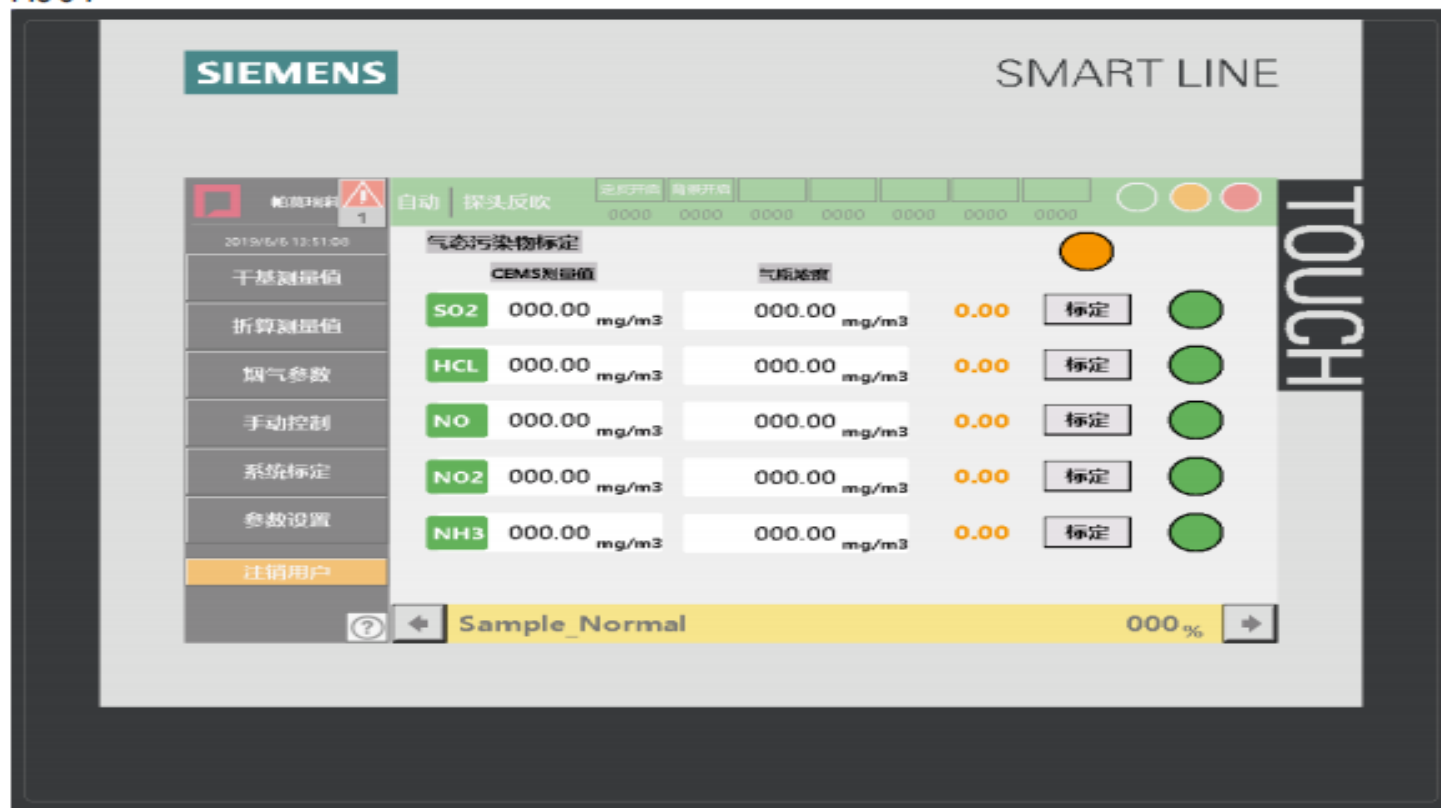 SIEMENS
SMART LINE
TOUCH
1
自动 探头反吹
背景开启
0000 0000 0000 0000 0000 0000 0000
2019/6/6 13:51:08
气态污染物标定
CEMS测量值 气瓶浓度
干基测量值
SO2 000.00 mg/m3 000.00 mg/m3 0.00 标定
折算测量值
HCL 000.00 mg/m3 000.00 mg/m3 0.00 标定
烟气参数
NO 000.00 mg/m3 000.00 mg/m3 0.00 标定
手动控制
NO2 000.00 mg/m3 000.00 mg/m3 0.00 标定
系统标定
NH3 000.00 mg/m3 000.00 mg/m3 0.00 标定
参数设置
注销用户
?
Sample_Normal 000 %